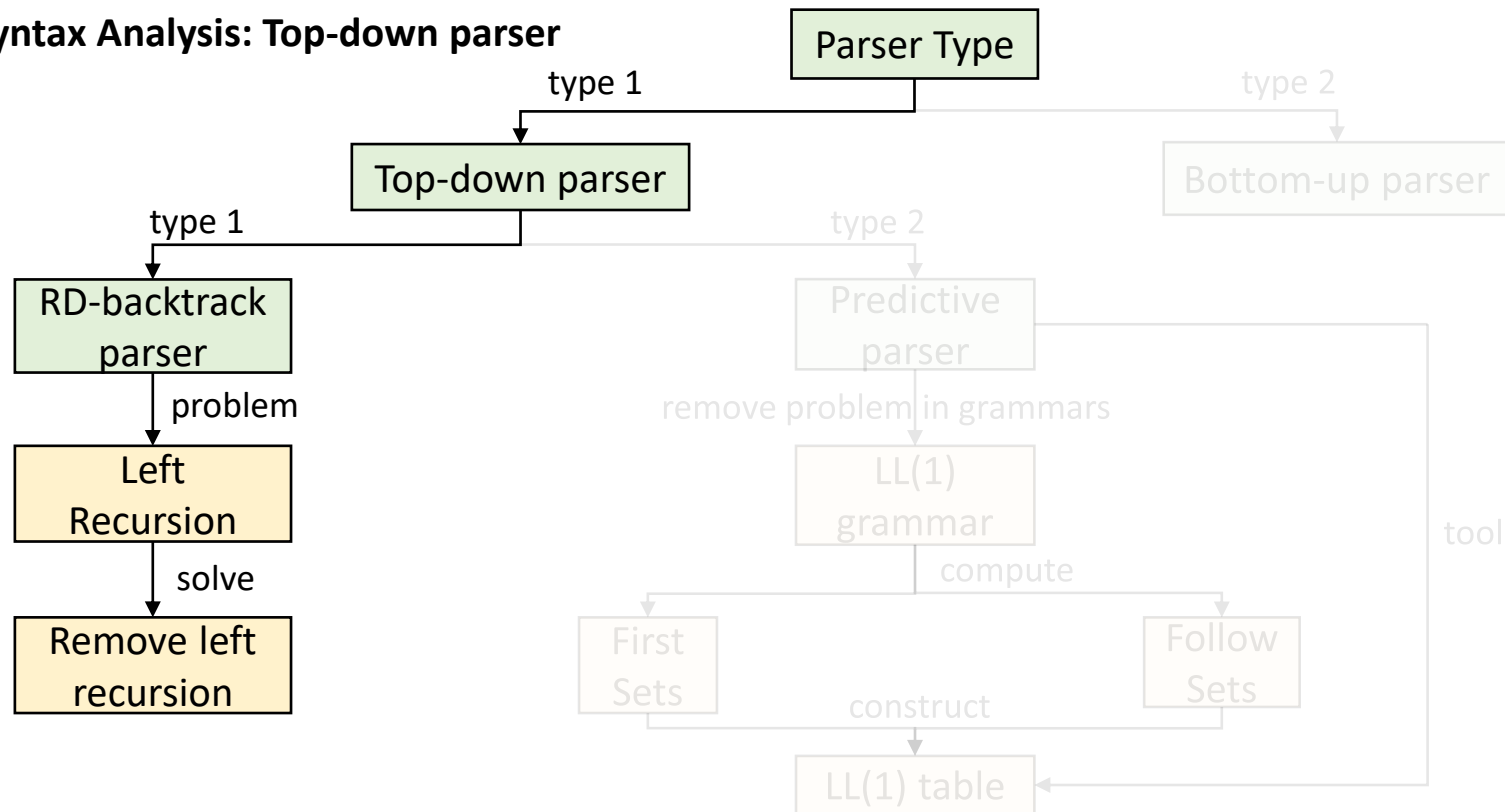 yntax Analysis: Top-down parser
Parser Type
type 1
type 2
Top-down parser
Bottom-up parser
type 1
type 2
RD-backtrack
parser
Predictive
parser
problem
remove problem in grammars
Left
Recursion
LL(1)
grammar
tool
solve
compute
Remove left
recursion
First
Sets
Follow
Sets
construct
LL(1) table